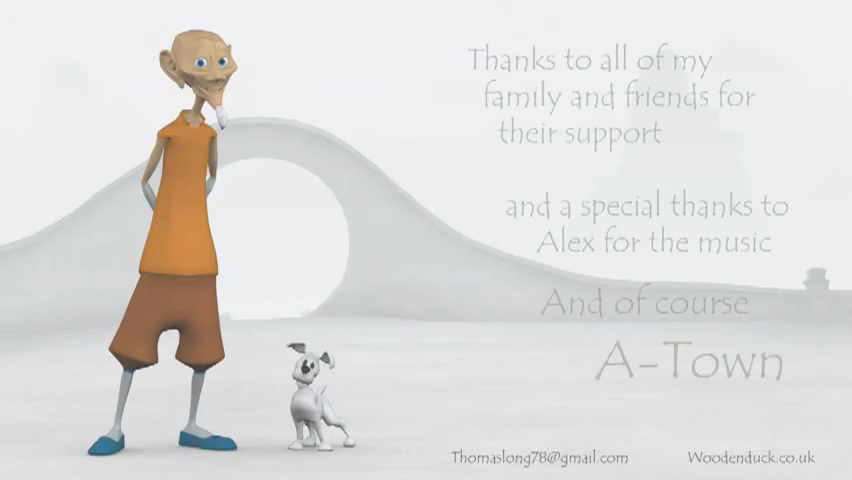 Thanks to all of my
family and friends for
their support
and a special thanks to
Alex for the music
And of course
A-Town
Thomaslong78@gmail.com
Woodenduck.co.uk